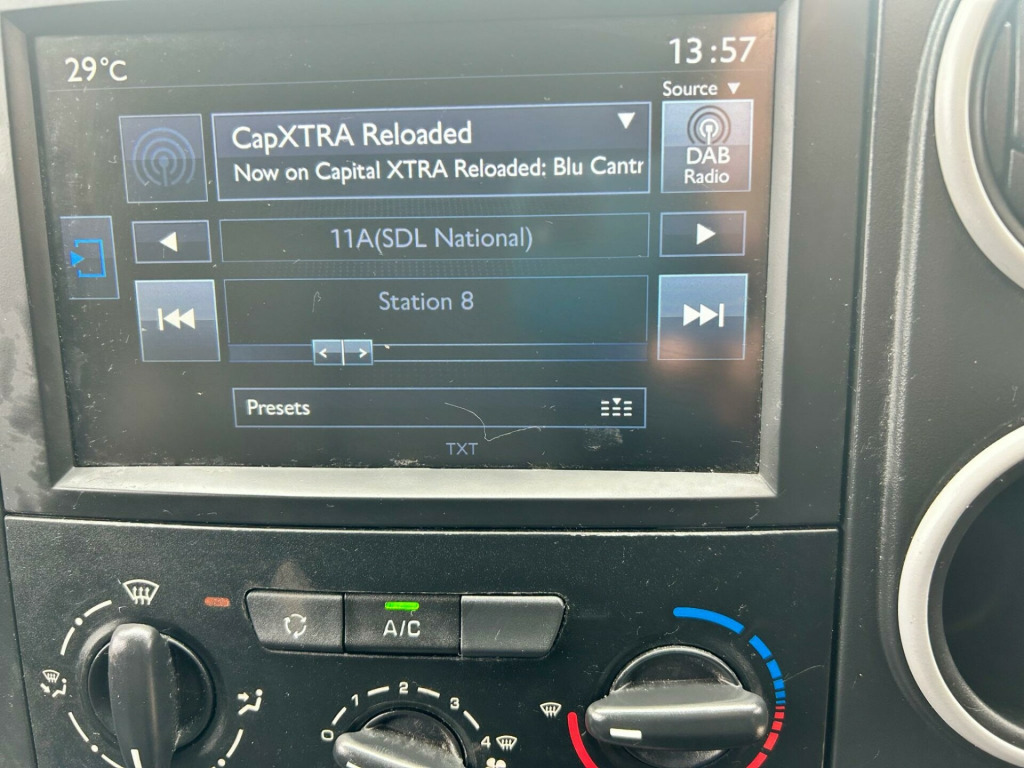 29°C
13:57
Source ▼
CapXTRA Reloaded
Now on Capital XTRA Reloaded: Blu Cantr
DAB
Radio
11A(SDL National)
Station 8
Presets
TXT
A/C
0 1 2 3 4